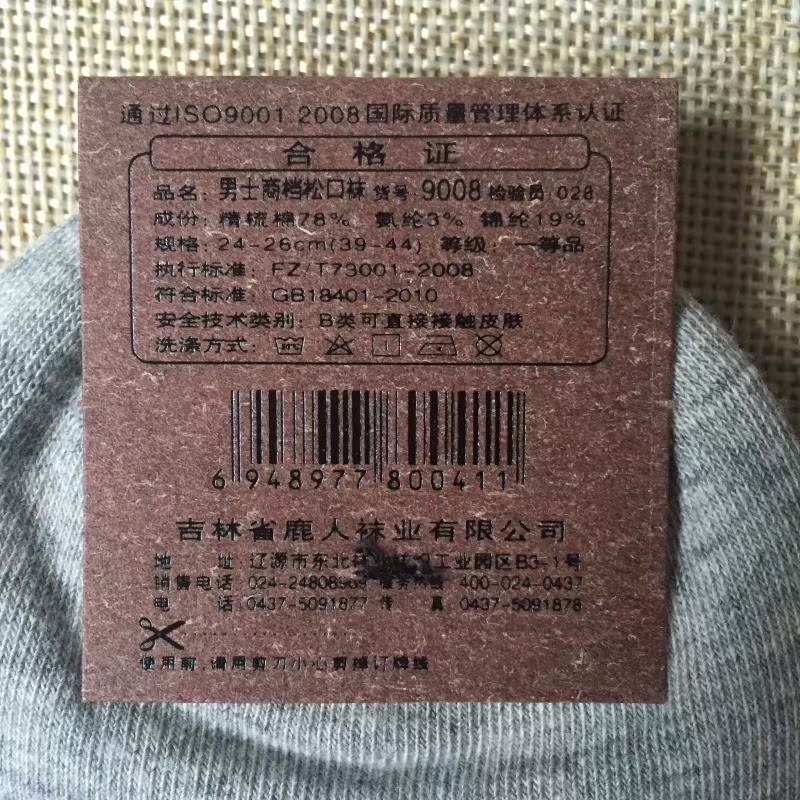 通过ISO9001 2008国际质量管理体系认证
合格证
品名: 男士商档松口袜 货号: 9008 检验员: 028
成份: 精梳棉78% 氨纶3% 锦纶19%
规格: 24-26cm(39-44) 等级: 一等品
执行标准: FZ/T73001-2008
符合标准: GB18401-2010
安全技术类别: B类可直接接触皮肤
洗涤方式:
6 948977 800411
吉林省鹿人袜业有限公司
地 址 辽源市东北 工业园区B3-1号
销售电话 024-248089 400-024-0437
电 话 0437-5091877 传 真 0437-5091878
使用前,请用剪刀小心剪掉订牌线